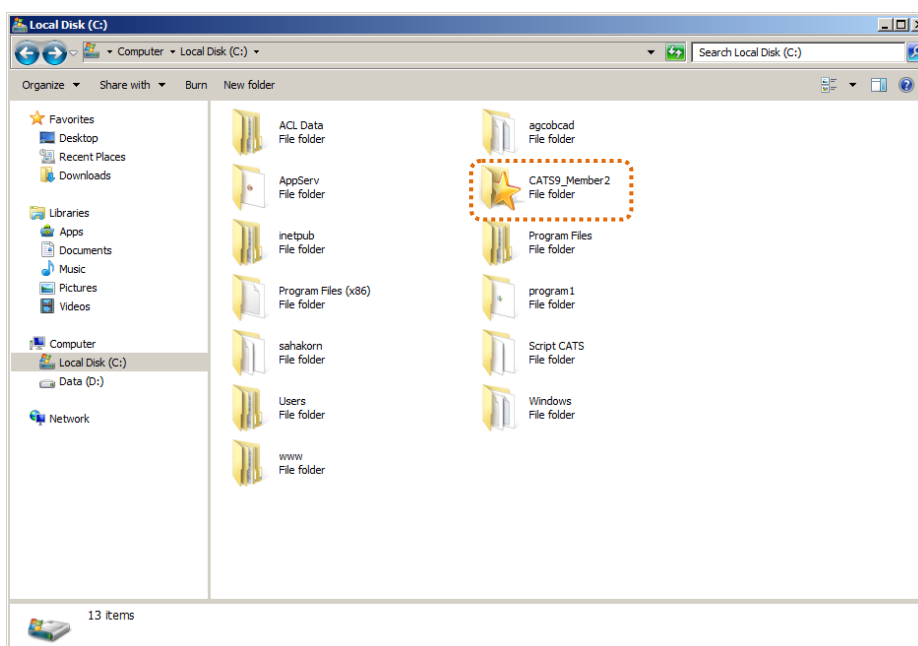 Local Disk (C:)
Computer Local Disk (C:)
Search Local Disk (C:)
Organize Share with Burn New folder
Favorites
Desktop
Recent Places
Downloads
Libraries
Apps
Documents
Music
Pictures
Videos
Computer
Local Disk (C:)
Data (D:)
Network
ACL Data
File folder
agcobcad
File folder
AppServ
File folder
CATS9_Member2
File folder
inetpub
File folder
Program Files
File folder
Program Files (x86)
File folder
program1
File folder
sahakorn
File folder
Script CATS
File folder
Users
File folder
Windows
File folder
www
File folder
13 items